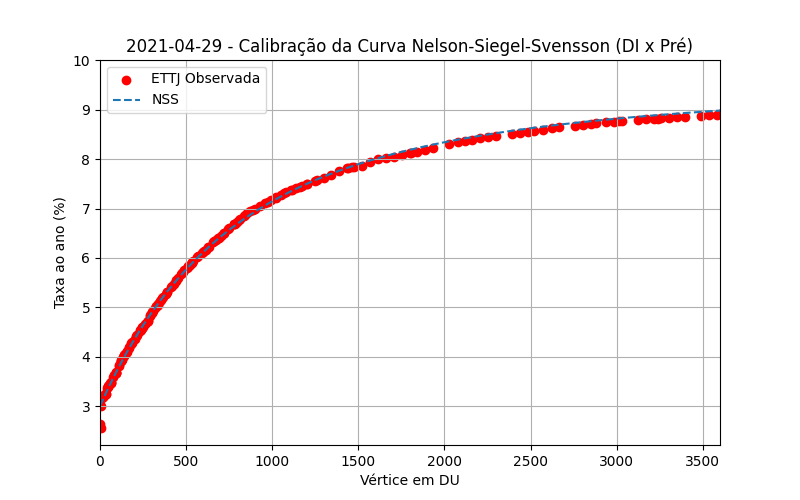 2021-04-29 - Calibração da Curva Nelson-Siegel-Svensson (DI x Pré)
ETTJ Observada
NSS
Taxa ao ano (%)
10
9
8
7
6
5
4
3
0 500 1000 1500 2000 2500 3000 3500
Vértice em DU